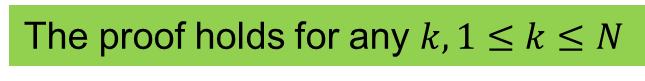 The proof holds for any k, 1 ≤ k ≤ N